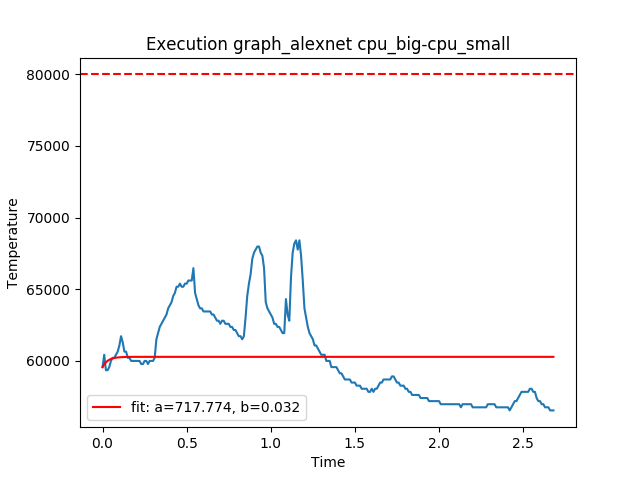 Execution graph_alexnet cpu_big-cpu_small
80000
75000
70000
65000
60000
Temperature
fit: a=717.774, b=0.032
0.0 0.5 1.0 1.5 2.0 2.5
Time